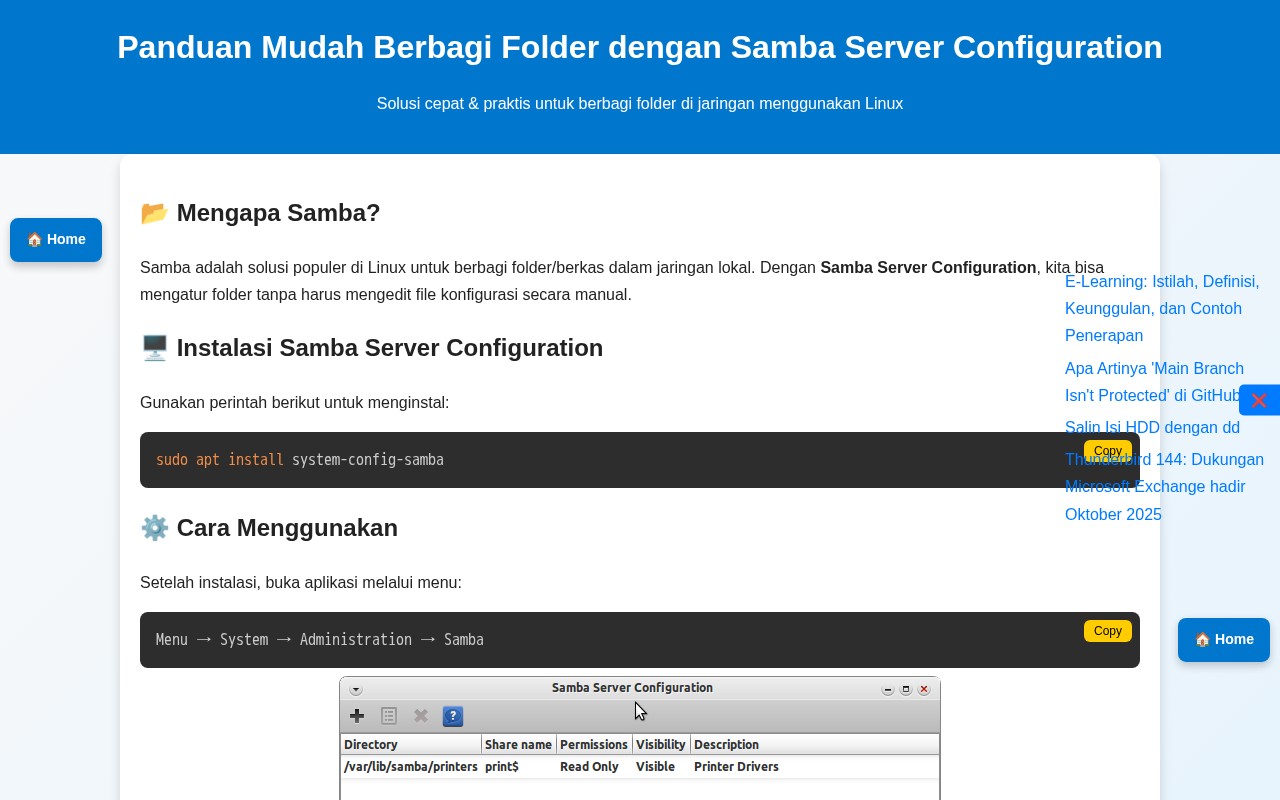 Panduan Mudah Berbagi Folder dengan Samba Server Configuration
Solusi cepat & praktis untuk berbagi folder di jaringan menggunakan Linux
📂 Mengapa Samba?
🏠 Home
Samba adalah solusi populer di Linux untuk berbagi folder/berkas dalam jaringan lokal. Dengan Samba Server Configuration, kita bisa
mengatur folder tanpa harus mengedit file konfigurasi secara manual.
E-Learning: Istilah, Definisi,
Keunggulan, dan Contoh
Penerapan
Apa Artinya 'Main Branch
Isn't Protected' di GitHub
❌
Salin Isi HDD dengan dd
Thunderbird 144: Dukungan
Microsoft Exchange hadir
Oktober 2025
🖥️ Instalasi Samba Server Configuration
Gunakan perintah berikut untuk menginstal:
Copy
sudo apt install system-config-samba
⚙️ Cara Menggunakan
Setelah instalasi, buka aplikasi melalui menu:
Copy
Menu → System → Administration → Samba
🏠 Home
Samba Server Configuration
Directory Share name Permissions Visibility Description
/var/lib/samba/printers print$ Read Only Visible Printer Drivers